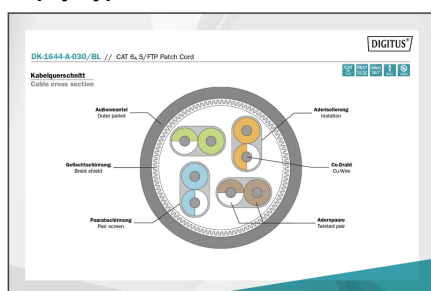 DIGITUS®
DK-1644-A-030/BL // CAT 6A S/FTP Patch Cord
Kabelquerschnitt
Cable cross section
Außenmantel
Outer jacket
Aderisolierung
Isolation
Geflechtschirmung
Braid shield
Cu-Draht
Cu-Wire
Paarabschirmung
Pair screen
Aderepaare
Twisted pair